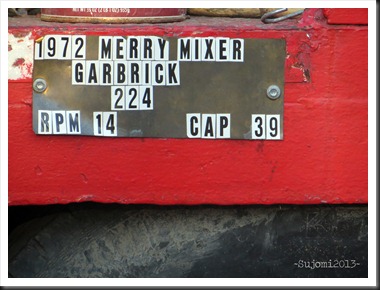 1972 MERRY MIXER
GARBRICK
224
RPM 14 CAP 39
~Sujomi2013~